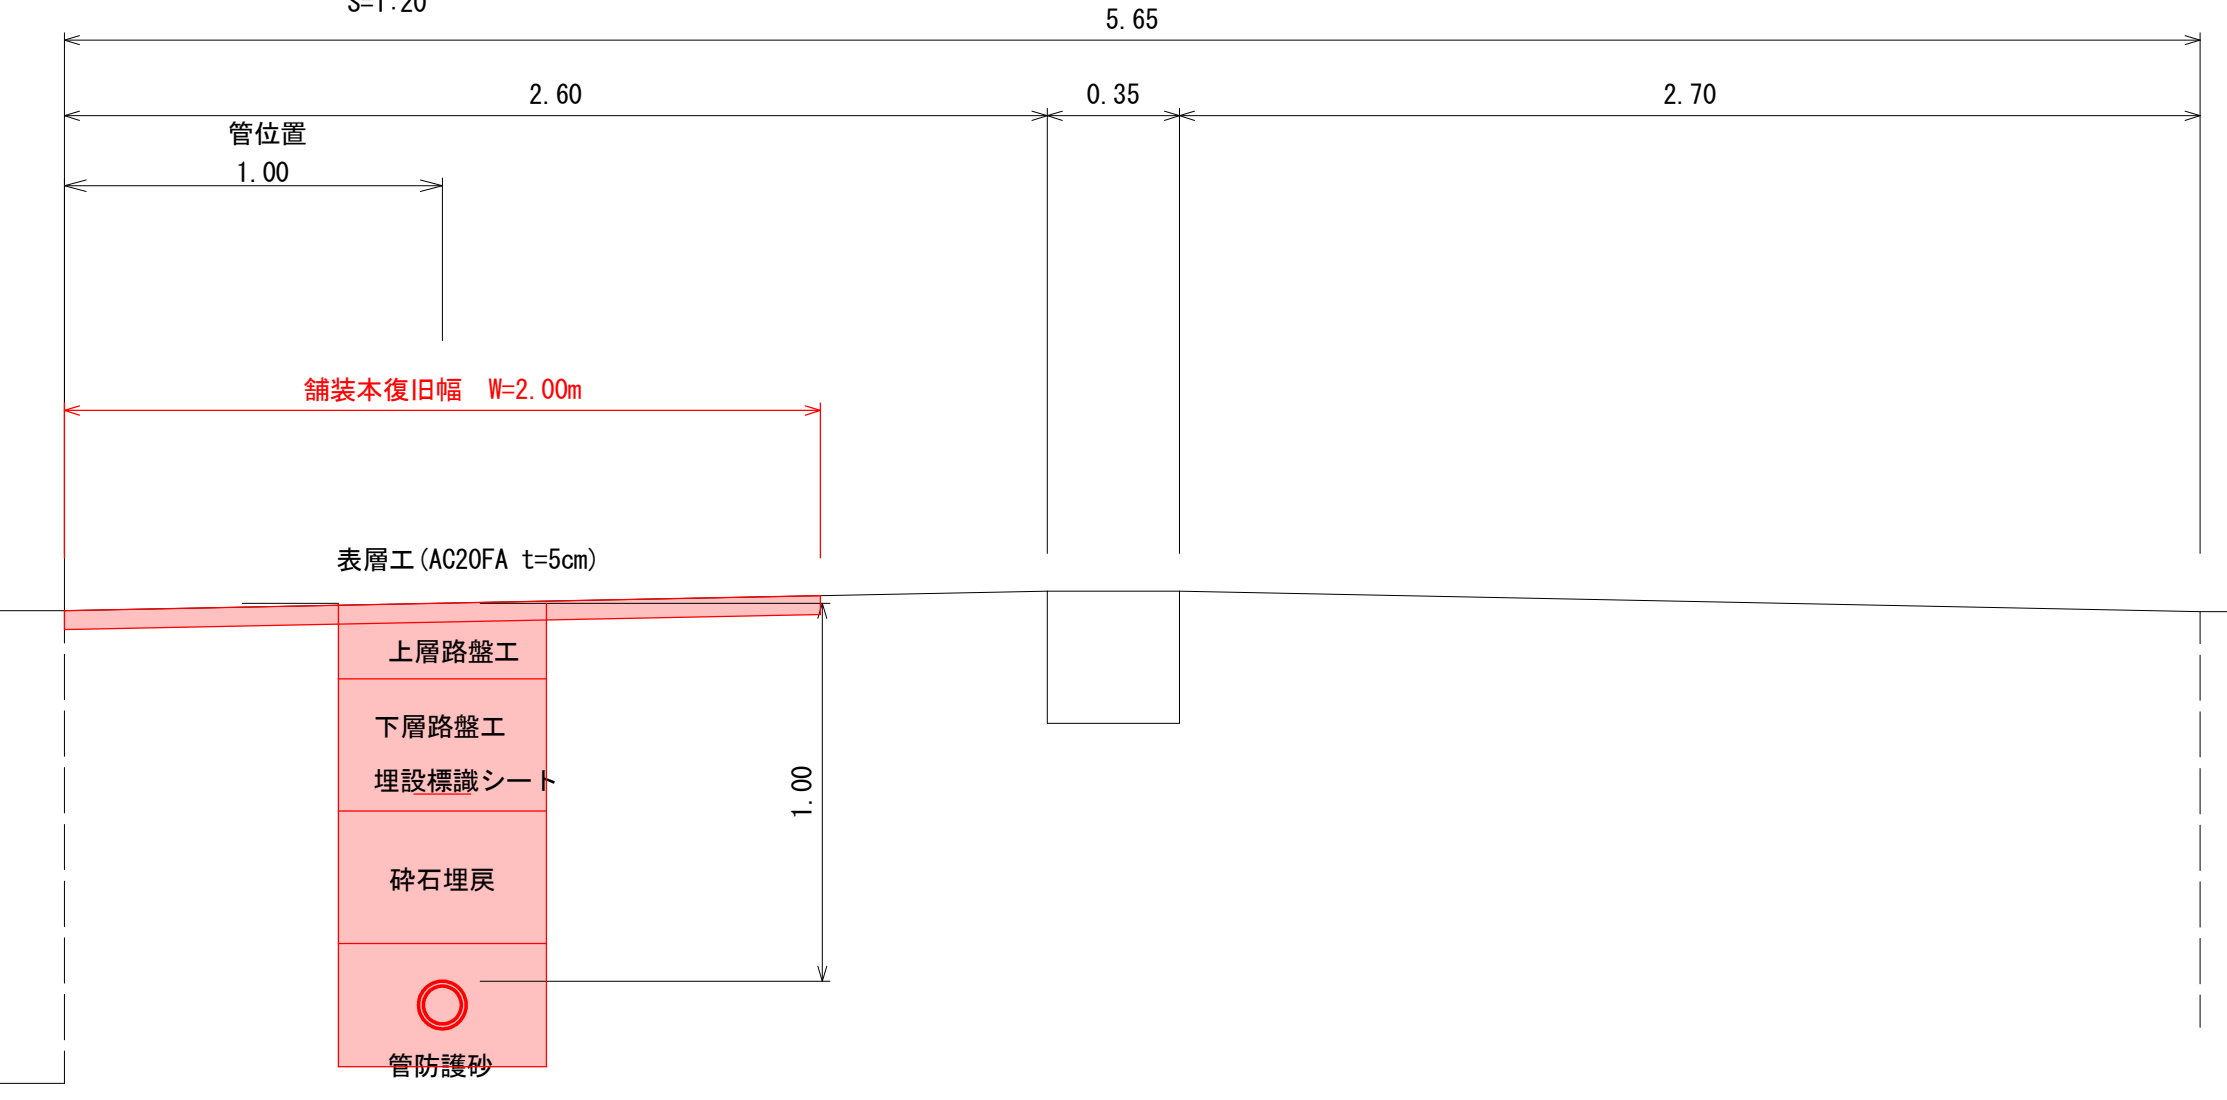 S=1:20
5.65
2.60
0.35
2.70
管位置
1.00
舗装本復旧幅　W=2.00m
表層工(AC20FA t=5cm)
上層路盤工
下層路盤工
埋設標識シート
1.00
砕石埋戻
管防護砂